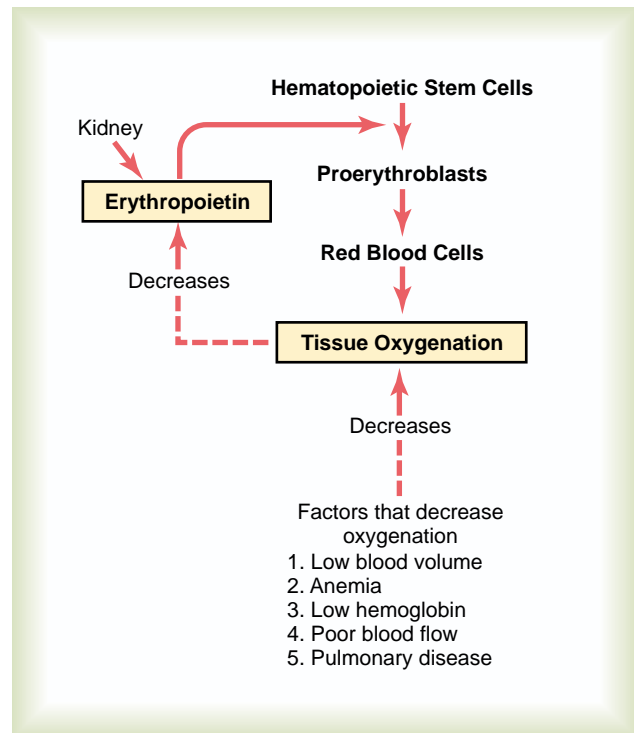 Hematopoietic Stem Cells
Kidney
Proerythroblasts
Erythropoietin
Red Blood Cells
Decreases
Tissue Oxygenation
Decreases
Factors that decrease
oxygenation
1. Low blood volume
2. Anemia
3. Low hemoglobin
4. Poor blood flow
5. Pulmonary disease